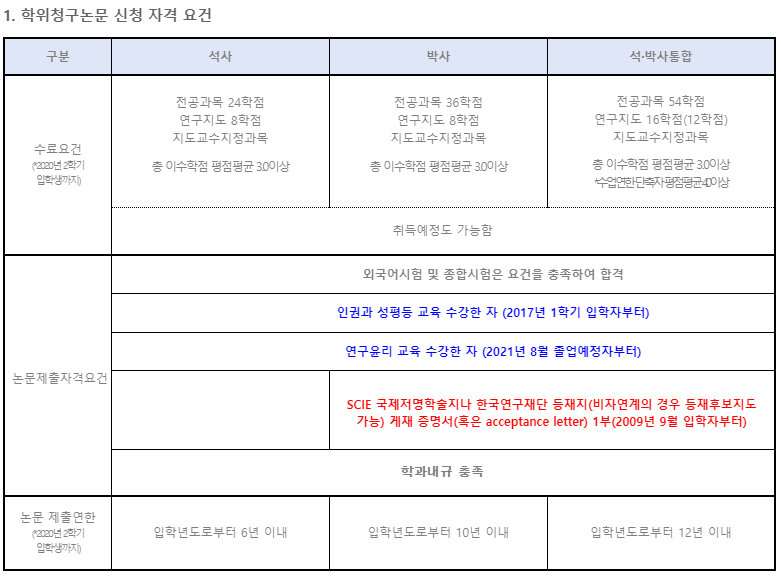 1. 학위청구논문 신청 자격 요건
구분
석사
박사
석·박사통합
수료요건
(*2020년 2학기
입학생까지)
전공과목 24학점
연구지도 8학점
지도교수지정과목
총 이수학점 평점평균 3.0이상
전공과목 36학점
연구지도 8학점
지도교수지정과목
총 이수학점 평점평균 3.0이상
전공과목 54학점
연구지도 16학점(12학점)
지도교수지정과목
총 이수학점 평점평균 3.0이상
*수업연한 단축자 평점평균 4.0이상
취득예정도 가능함
논문제출자격요건
외국어시험 및 종합시험은 요건을 충족하여 합격
인권과 성평등 교육 수강한 자 (2017년 1학기 입학자부터)
연구윤리 교육 수강한 자 (2021년 8월 졸업예정자부터)
SCIE 국제저명학술지나 한국연구재단 등재지(비자연계의 경우 등재후보지도
가능) 게재 증명서(혹은 acceptance letter) 1부(2009년 9월 입학자부터)
학과내규 충족
논문 제출연한
(*2020년 2학기
입학생까지)
입학년도로부터 6년 이내
입학년도로부터 10년 이내
입학년도로부터 12년 이내